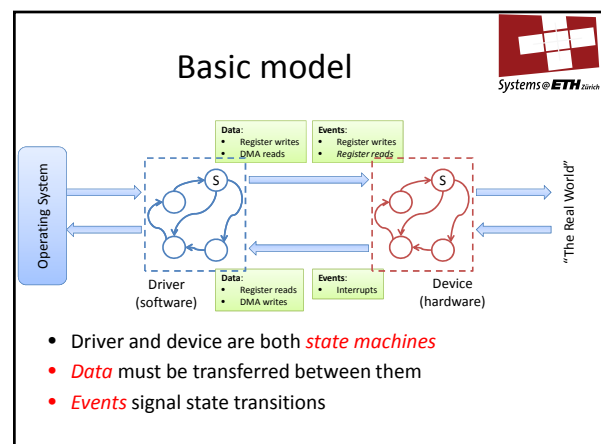 Basic model
Systems@ETH Zürich
Data:
• Register writes
• DMA reads
Events:
• Register writes
• Register reads
Operating System
S
S
"The Real World"
Driver
(software)
Data:
• Register reads
• DMA writes
Events:
• Interrupts
Device
(hardware)
• Driver and device are both state machines
• Data must be transferred between them
• Events signal state transitions